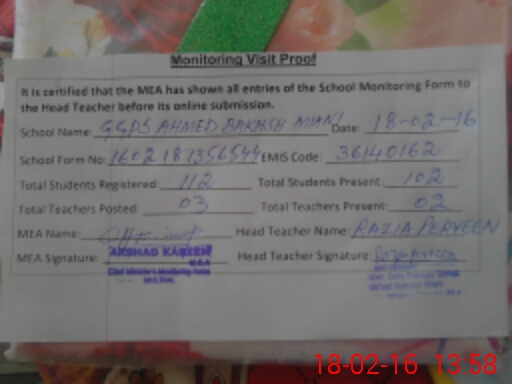 Monitoring Visit Proof
It is certified that the MEA has shown all entries of the School Monitoring Form to
the Head Teacher before its online submission.
School Name: GGPS AHMED BAKASH Date: 18-02-16
School Form No: EMIS Code: 36140162
Total Students Registered: 112 Total Students Present: 102
Total Teachers Posted: 03 Total Teachers Present: 02
MEA Name: Head Teacher Name: RAZIA PERVEEN
MEA Signature: ARSHAD KAREEM Head Teacher Signature: Razia Perveen
M.E.A
Chief Minister's Monitoring Force
18-02-16 13:58